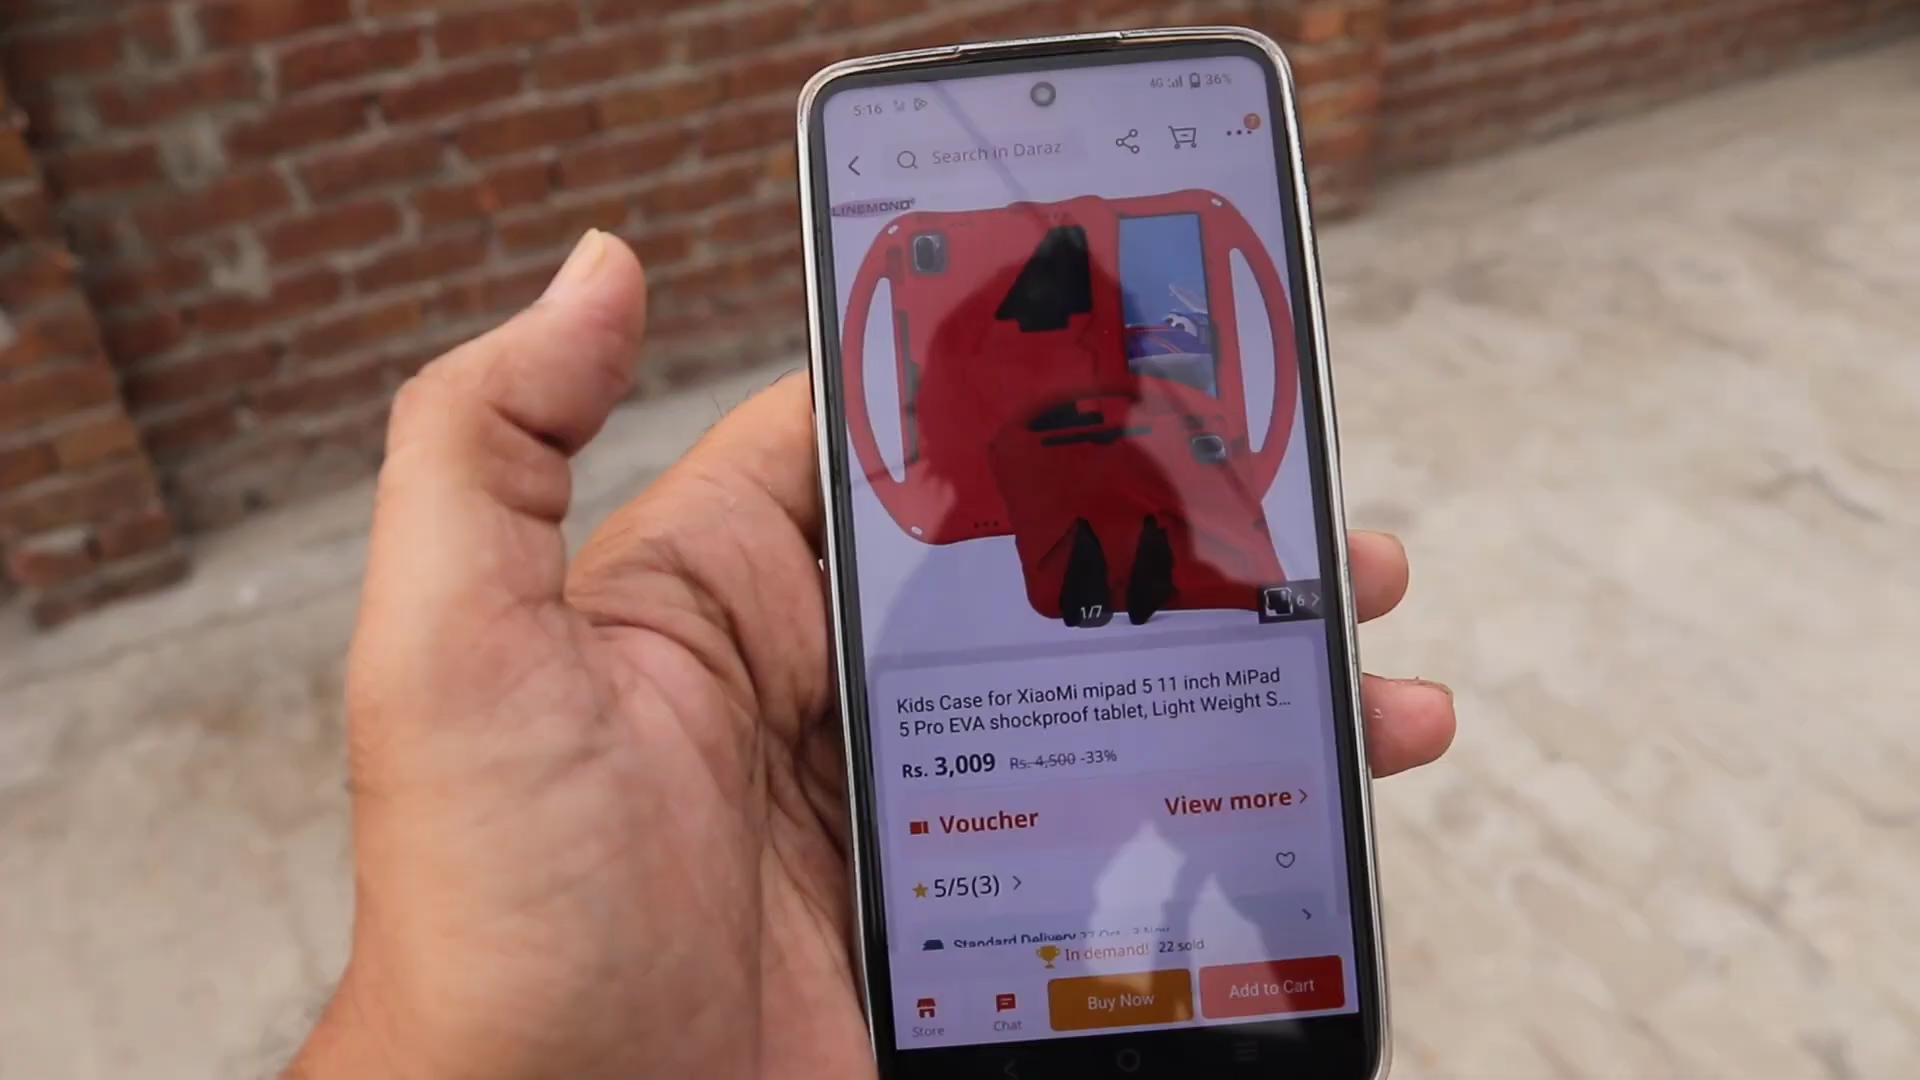 5:16
4G 36%
Search in Daraz
7
LINEMOND®
1/7
6
Kids Case for XiaoMi mipad 5 11 inch MiPad
5 Pro EVA shockproof tablet, Light Weight S...
Rs. 3,009 Rs. 4,500 -33%
Voucher
View more
5/5(3)
Standard Delivery
In demand! 22 sold
Store
Chat
Buy Now
Add to Cart